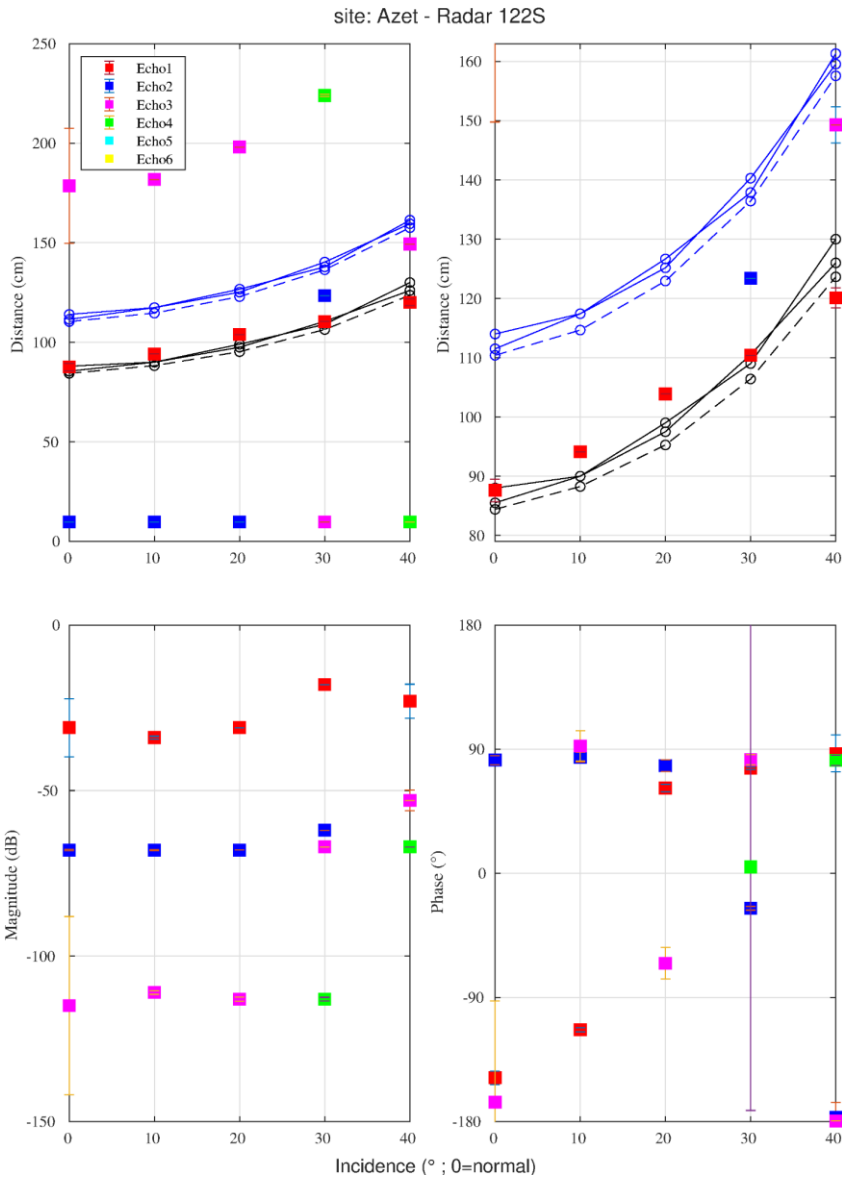 site: Azet - Radar 122S
250
200
150
100
50
0
Distance (cm)
Echo1
Echo2
Echo3
Echo4
Echo5
Echo6
0 10 20 30 40
160
150
140
130
120
110
100
90
80
Distance (cm)
0 10 20 30 40
0
-50
-100
-150
Magnitude (dB)
0 10 20 30 40
180
90
0
-90
-180
Phase (°)
0 10 20 30 40
Incidence (° ; 0=normal)